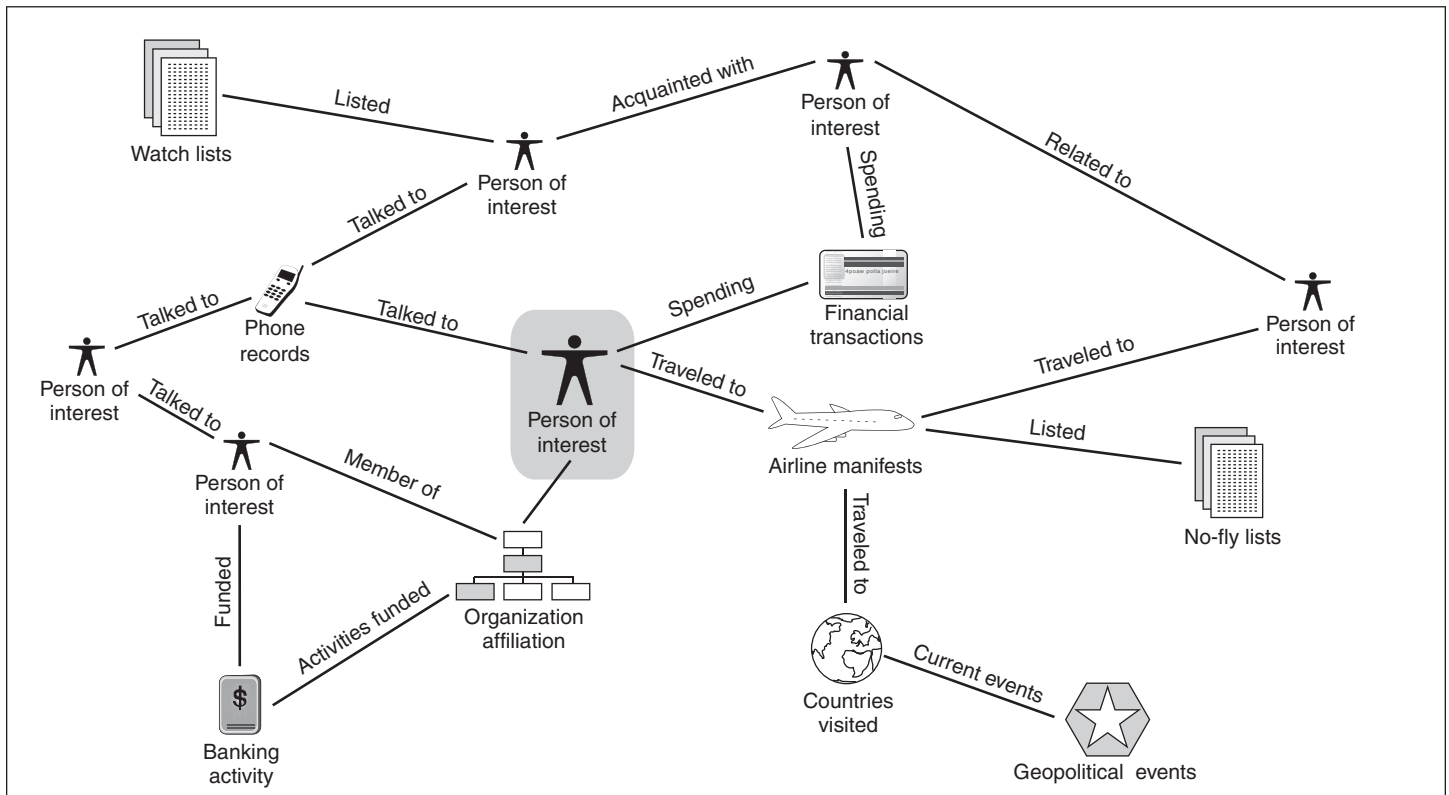 Watch lists
Listed
Acquainted with
Person of
interest
Person of
interest
Related to
Spending
Talked to
Talked to
Phone
records
Talked to
Spending
4poaw polla joeire
Financial
transactions
Person of
interest
Person of
interest
Talked to
Person of
interest
Traveled to
Person of
interest
Traveled to
Airline manifests
Listed
No-fly lists
Member of
Funded
Activities funded
Organization
affiliation
Traveled to
$
Banking
activity
Countries
visited
Current events
Geopolitical events